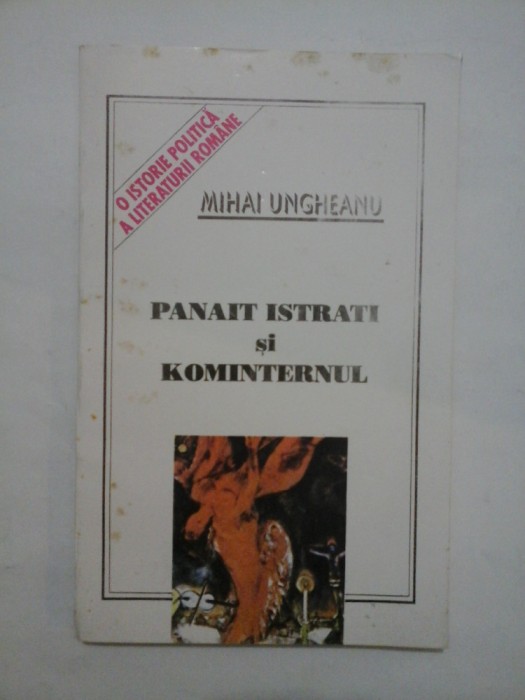 O ISTORIE POLITICĂ
A LITERATURII ROMÂNE
MIHAI UNGHEANU
PANAIT ISTRATI
și
KOMINTERNUL